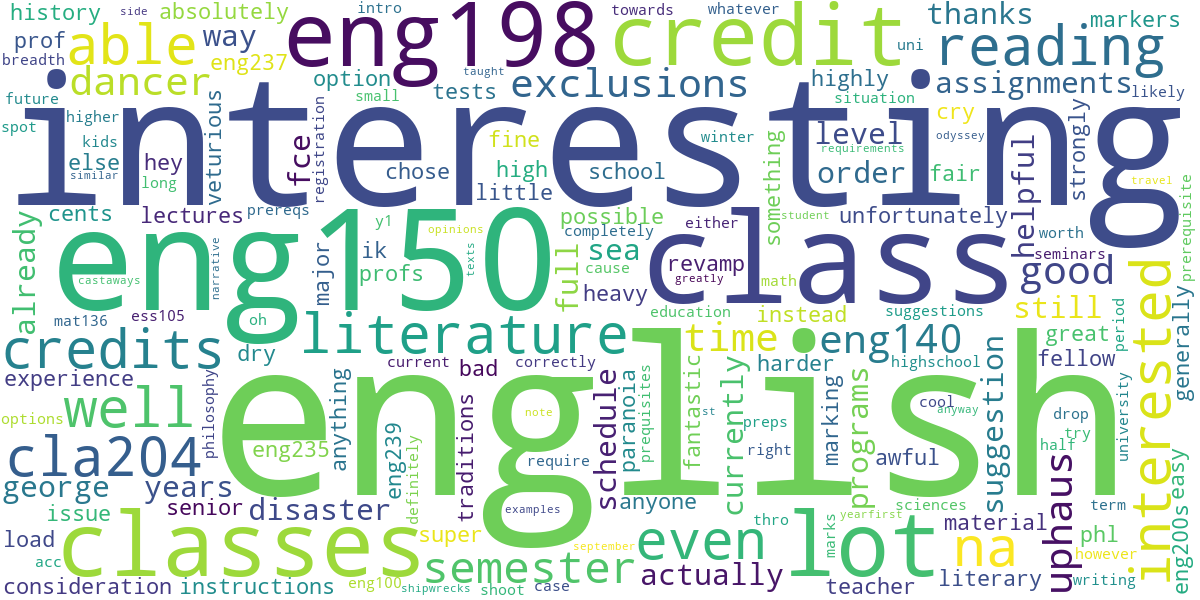 history
side
absolutely
intro
eng198
towards
whatever
credit
thanks
markers
prof
breadth
able
way
eng237
option
taught
uni
reading
dancer
small
tests
exclusions
highly
assignments
likely
future
spot
higher
kids
else
similar
long
veturious
hey
fce
registration
interesting
chose
high
little
fine
school
winter
situation
level
requirements
order
cry
odyssey
fair
strongly
travel
cents
lectures
prereqs
already
y1
ik
profs
opinions
texts
either
possible
completely
sea
cause
full
heavy
revamp
greatly
something
student
unfortunately
math
helpful
worth
seminars
good
prerequisite
eng150
class
castaways
narrative
major
mat136
ess105
oh
literature
education
time
instead
suggestions
eng140
still
great
period
generally
interested
credits
dry
experience
current
correctly
bad
harder
highschool
fellow
options
well
philosophy
anything
english
note
schedule
paranoia
prequisites
fantastic
st
currently
preps
right
marking
programs
cool
anyway
suggestion
drop
try
half
university
cla204
eng235
eng239
definitely
traditions
require
awful
george
years
issue
senior
disaster
examples
anyone
sciences
term
uphaus
easy
eng200s
load
acc
classes
super
september
even
thro
marks
yearfirst
lot
material
na
phl
however
consideration
instructions
eng100
shipwrecks
semester
shoot
case
actually
teacher
literary
writing